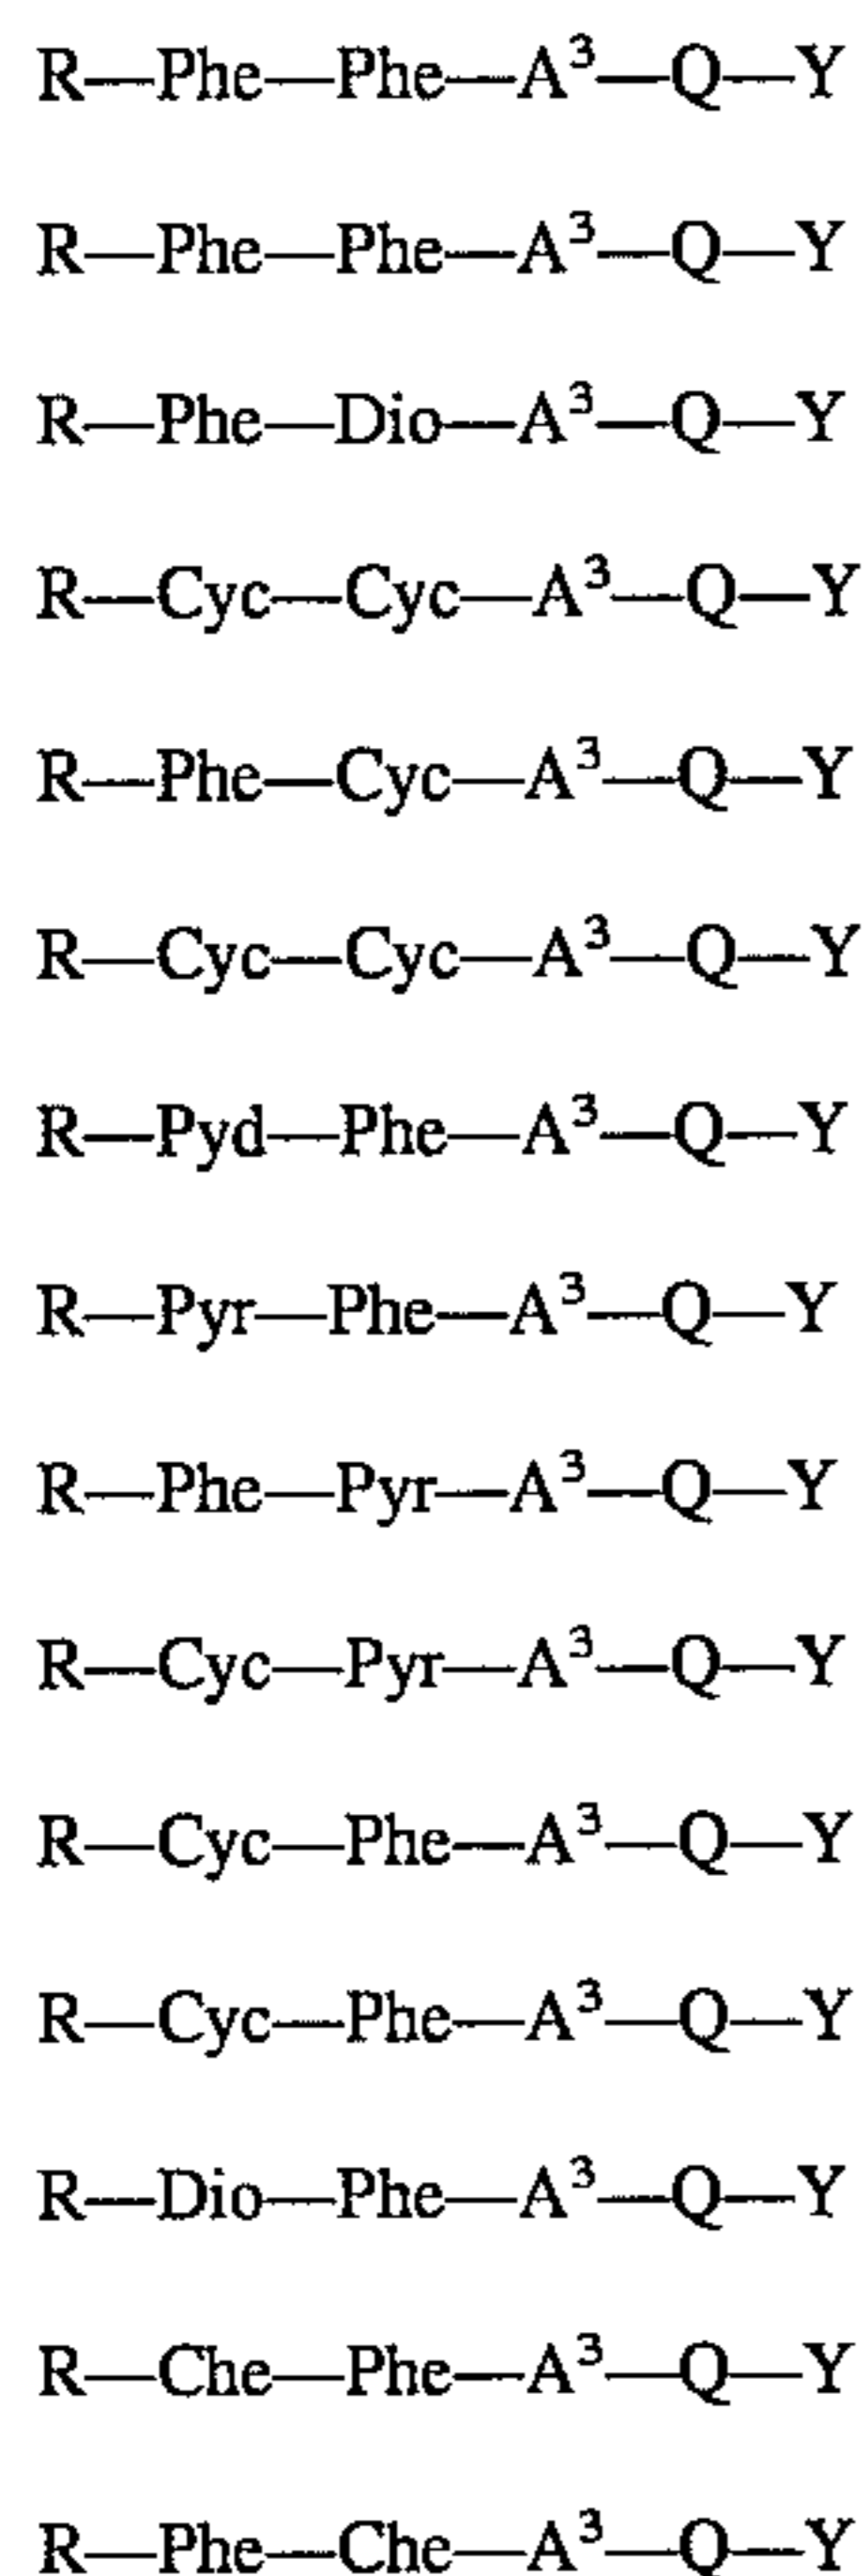 R—Phe—Phe—A³—Q—Y
R—Phe—Phe—A³—Q—Y
R—Phe—Dio—A³—Q—Y
R—Cyc—Cyc—A³—Q—Y
R—Phe—Cyc—A³—Q—Y
R—Cyc—Cyc—A³—Q—Y
R—Pyd—Phe—A³—Q—Y
R—Pyr—Phe—A³—Q—Y
R—Phe—Pyr—A³—Q—Y
R—Cyc—Pyr—A³—Q—Y
R—Cyc—Phe—A³—Q—Y
R—Cyc—Phe—A³—Q—Y
R—Dio—Phe—A³—Q—Y
R—Che—Phe—A³—Q—Y
R—Phe—Che—A³—Q—Y